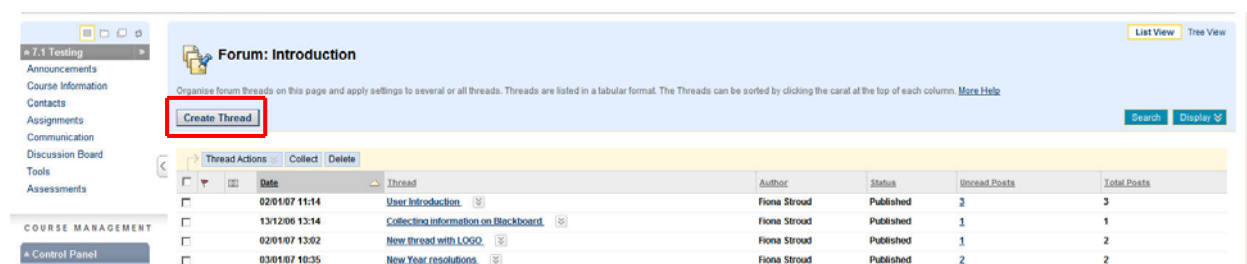 List View Tree View
7.1 Testing
Forum: Introduction
Announcements
Course Information
Contacts
Assignments
Communication
Discussion Board
Tools
Assessments
COURSE MANAGEMENT
Control Panel
Organise forum threads on this page and apply settings to several or all threads. Threads are listed in a tabular format. The Threads can be sorted by clicking the carat at the top of each column. More Help
Create Thread
Search Display
Thread Actions Collect Delete
Date Thread Author Status Unread Posts Total Posts
02/01/07 11:14 User Introduction Fiona Stroud Published 3 3
13/12/06 13:14 Collecting information on Blackboard Fiona Stroud Published 1 1
02/01/07 13:02 New thread with LOGO Fiona Stroud Published 1 2
03/01/07 10:35 New Year resolutions Fiona Stroud Published 2 2